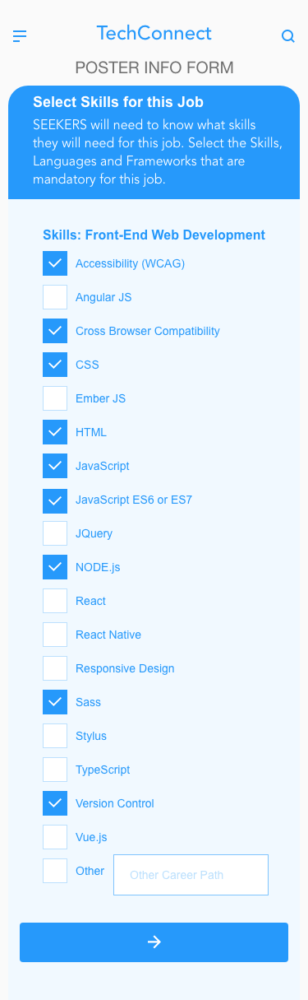 TechConnect
POSTER INFO FORM
Select Skills for this Job
SEEKERS will need to know what skills
they will need for this job. Select the Skills,
Languages and Frameworks that are
mandatory for this job.
Skills: Front-End Web Development
Accessibility (WCAG)
Angular JS
Cross Browser Compatibility
CSS
Ember JS
HTML
JavaScript
JavaScript ES6 or ES7
JQuery
NODE.js
React
React Native
Responsive Design
Sass
Stylus
TypeScript
Version Control
Vue.js
Other
Other Career Path